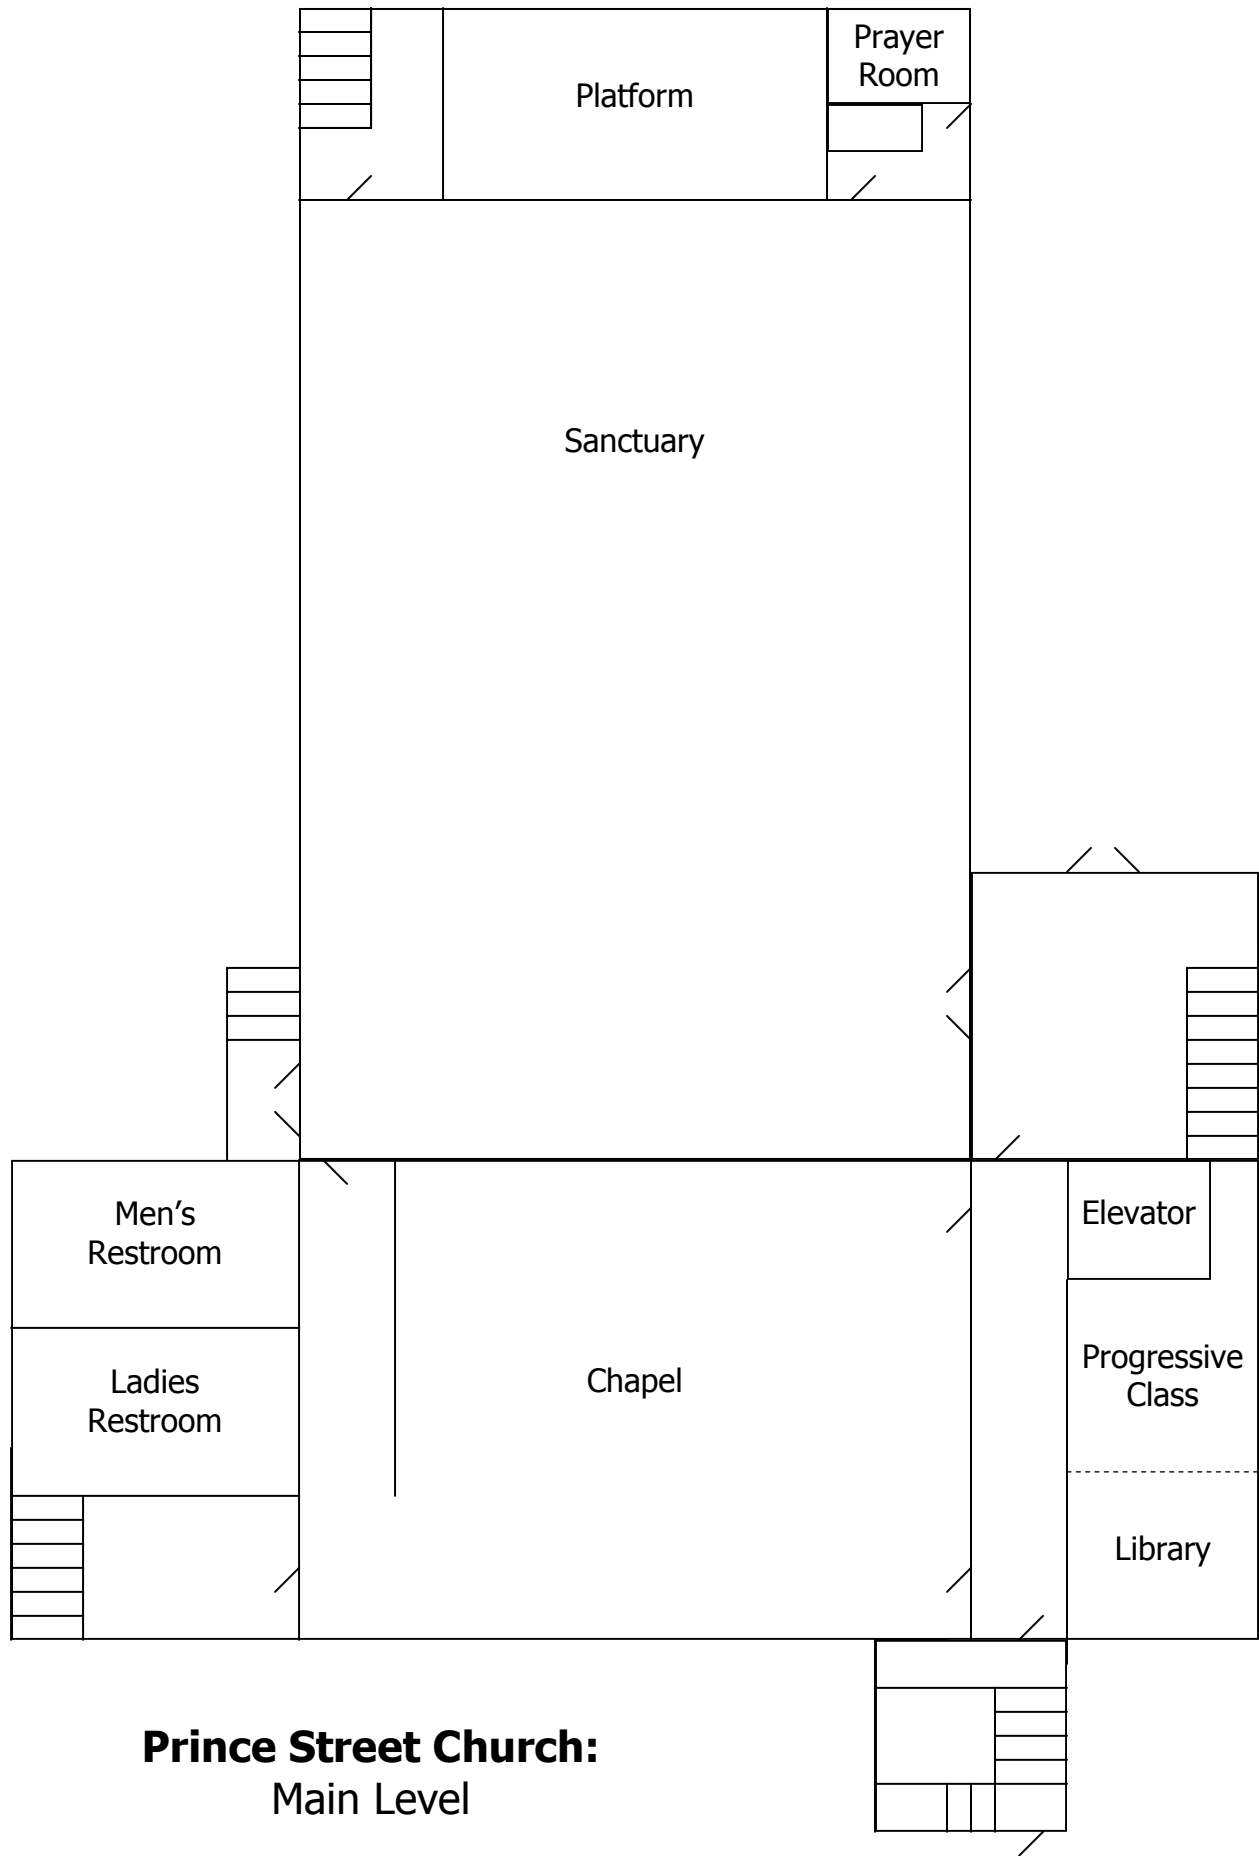 Prayer
Room
Platform
Sanctuary
Men’s
Restroom
Elevator
Ladies
Restroom
Chapel
Progressive
Class
Library
Prince Street Church:
Main Level